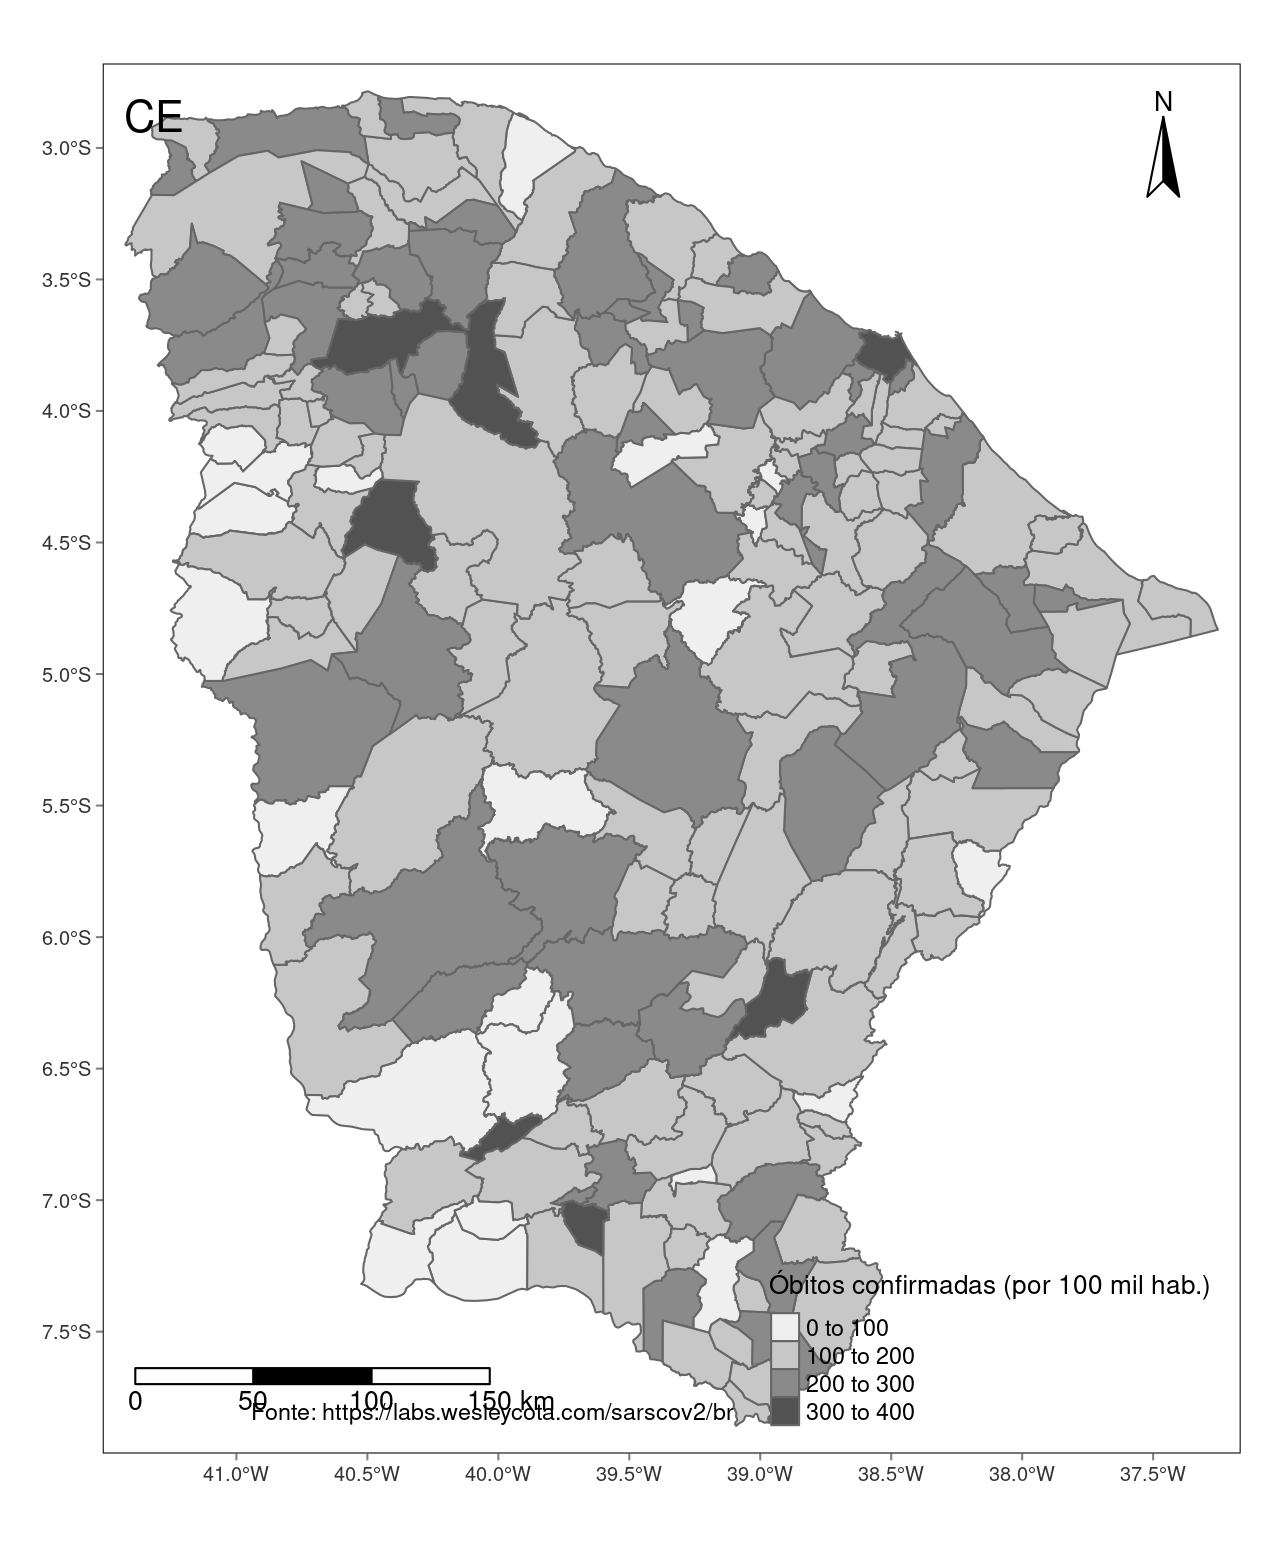 CE
N
3.0°S
3.5°S
4.0°S
4.5°S
5.0°S
5.5°S
6.0°S
6.5°S
7.0°S
7.5°S
Óbitos confirmadas (por 100 mil hab.)
0 to 100
100 to 200
200 to 300
300 to 400
0 50 100 150 km
Fonte: https://labs.wesleycota.com/sarscov2/br
41.0°W 40.5°W 40.0°W 39.5°W 39.0°W 38.5°W 38.0°W 37.5°W